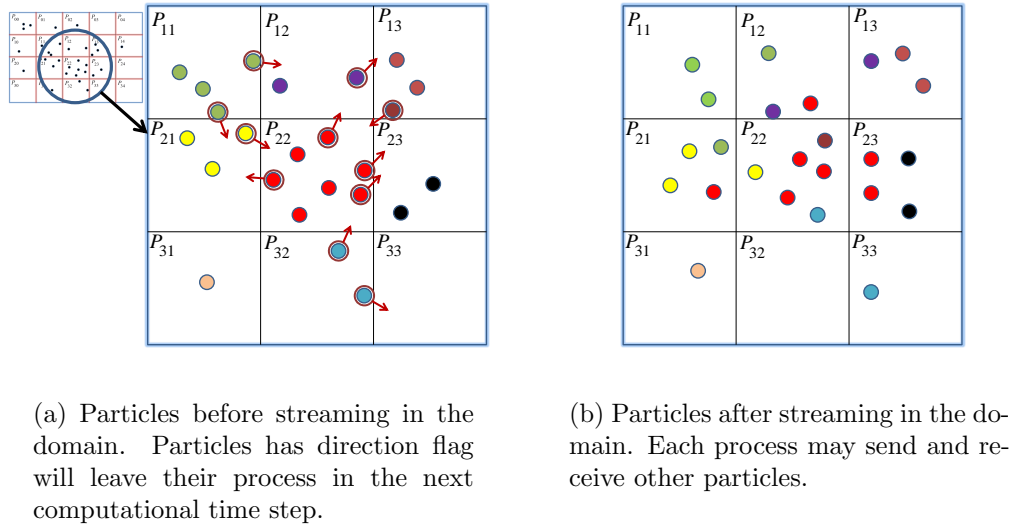 P11 P12 P13
P21 P22 P23
P31 P32 P33
P11 P12 P13
P21 P22 P23
P31 P32 P33
(a) Particles before streaming in the
domain. Particles has direction flag
will leave their process in the next
computational time step.
(b) Particles after streaming in the do-
main. Each process may send and re-
ceive other particles.